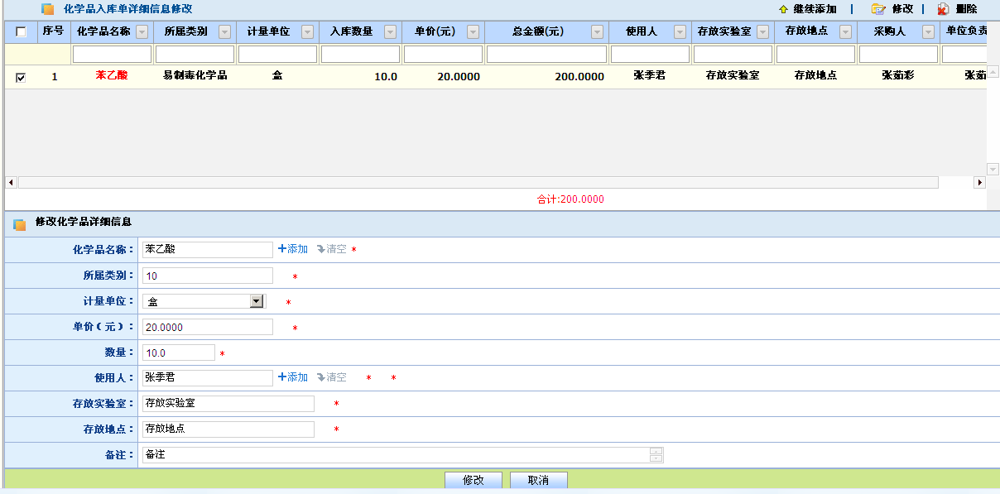 化学品入库单详细信息修改 继续添加 | 修改 | 删除
序号 化学品名称 所属类别 计量单位 入库数量 单价(元) 总金额(元) 使用人 存放实验室 存放地点 采购人 单位负责
1 苯乙酸 易制毒化学品 盒 10.0 20.0000 200.0000 张季君 存放实验室 存放地点 张茹彩 张茹
合计:200.0000
修改化学品详细信息
化学品名称： 苯乙酸 +添加 清空 *
所属类别： 10 *
计量单位： 盒 *
单价（元）： 20.0000 *
数量： 10.0 *
使用人： 张季君 +添加 清空 * *
存放实验室： 存放实验室 *
存放地点： 存放地点 *
备注： 备注
修改 取消